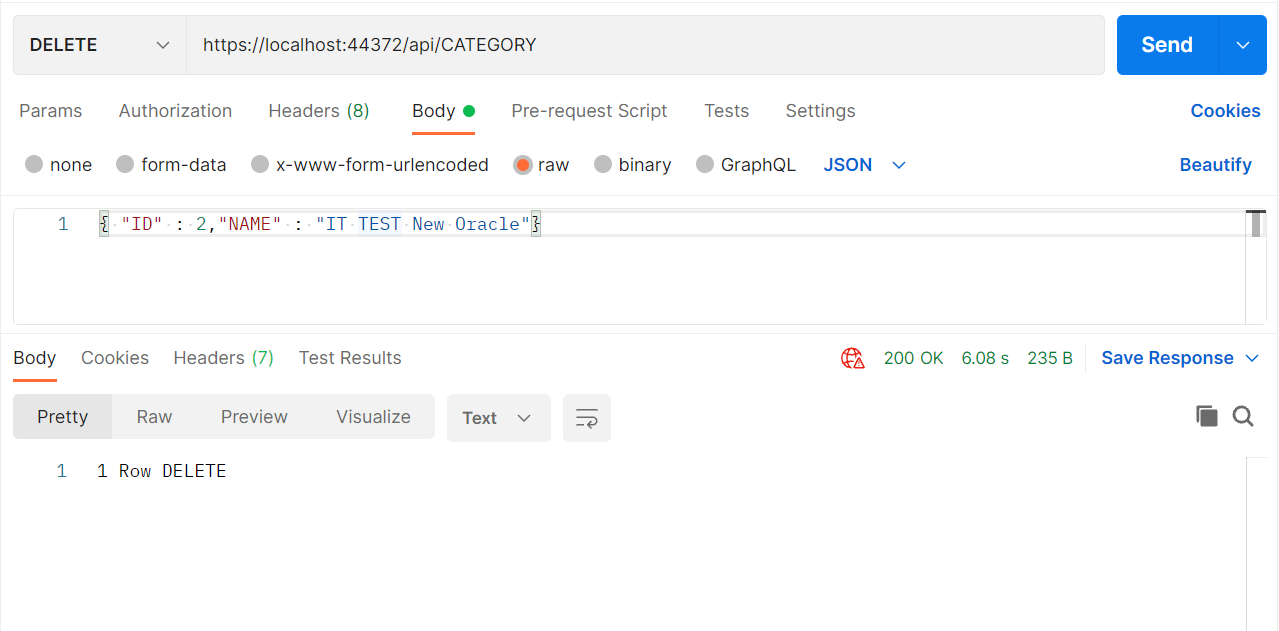 DELETE https://localhost:44372/api/CATEGORY Send
Params Authorization Headers (8) Body Pre-request Script Tests Settings Cookies
none form-data x-www-form-urlencoded raw binary GraphQL JSON Beautify
1 { "ID" : 2,"NAME" : "IT TEST New Oracle"}
Body Cookies Headers (7) Test Results 200 OK 6.08 s 235 B Save Response
Pretty Raw Preview Visualize Text
1 1 Row DELETE